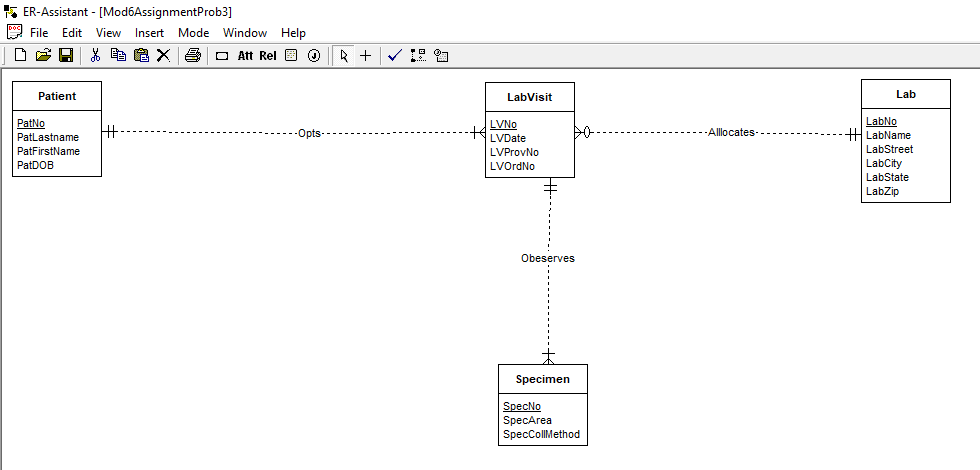 ER-Assistant - [Mod6AssignmentProb3]
File Edit View Insert Mode Window Help
Att Rel
Patient
PatNo
PatLastname
PatFirstName
PatDOB
Opts
LabVisit
LVNo
LVDate
LVProvNo
LVOrdNo
Alllocates
Lab
LabNo
LabName
LabStreet
LabCity
LabState
LabZip
Obeserves
Specimen
SpecNo
SpecArea
SpecCollMethod